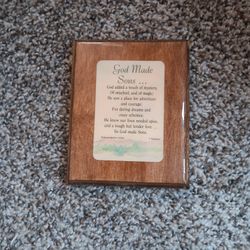 God Made
Sons ...
God added a touch of mystery,
Of mischief, and of magic;
He saw a place for adventure
and courage,
For daring dreams and
crazy schemes.
He knew our lives needed open,
and a tough but tender love ...
So God made Sons.